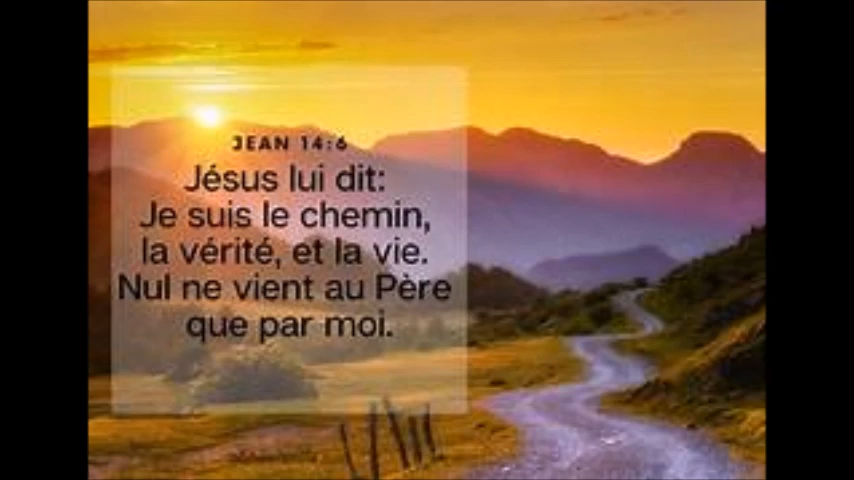 JEAN 14:6
Jésus lui dit:
Je suis le chemin,
la vérité, et la vie.
Nul ne vient au Père
que par moi.